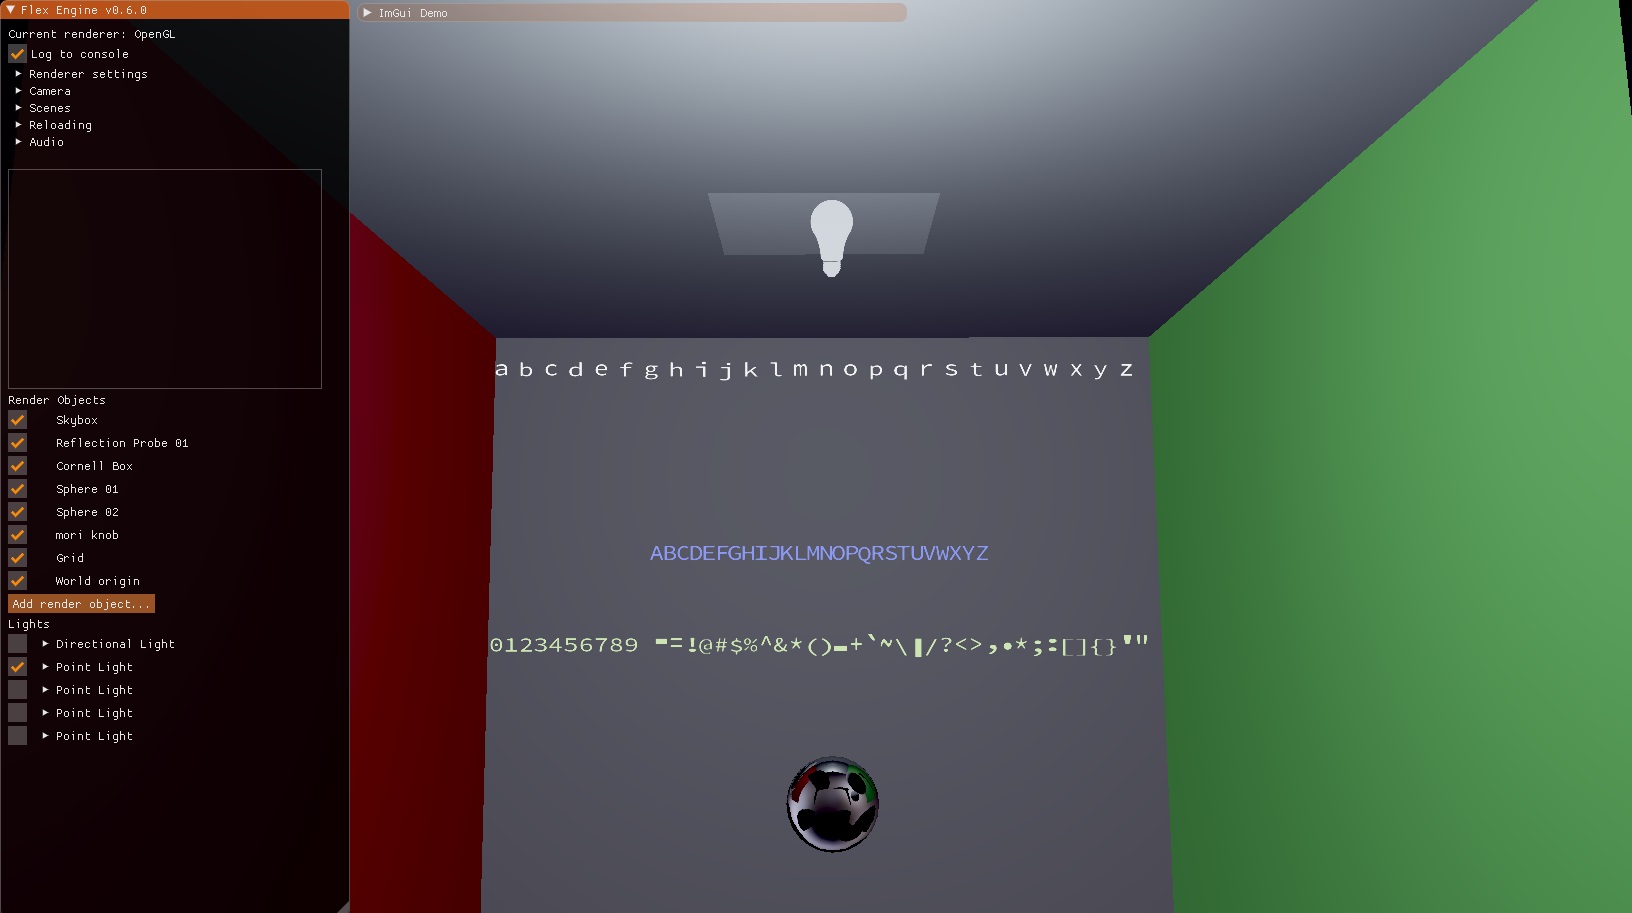 Flex Engine v0.6.0
ImGui Demo
Current renderer: OpenGL
Log to console
Renderer settings
Camera
Scenes
Reloading
Audio
Render Objects
Skybox
Reflection Probe 01
Cornell Box
Sphere 01
Sphere 02
mori knob
Grid
World origin
Add render object...
Lights
Directional Light
Point Light
Point Light
Point Light
Point Light
a b c d e f g h i j k l m n o p q r s t u v w x y z
ABCDEFGHIJKLMNOPQRSTUVWXYZ
0123456789 -=!@#$%^&*()_+`~\|/?<>,.*;:[]{}'"